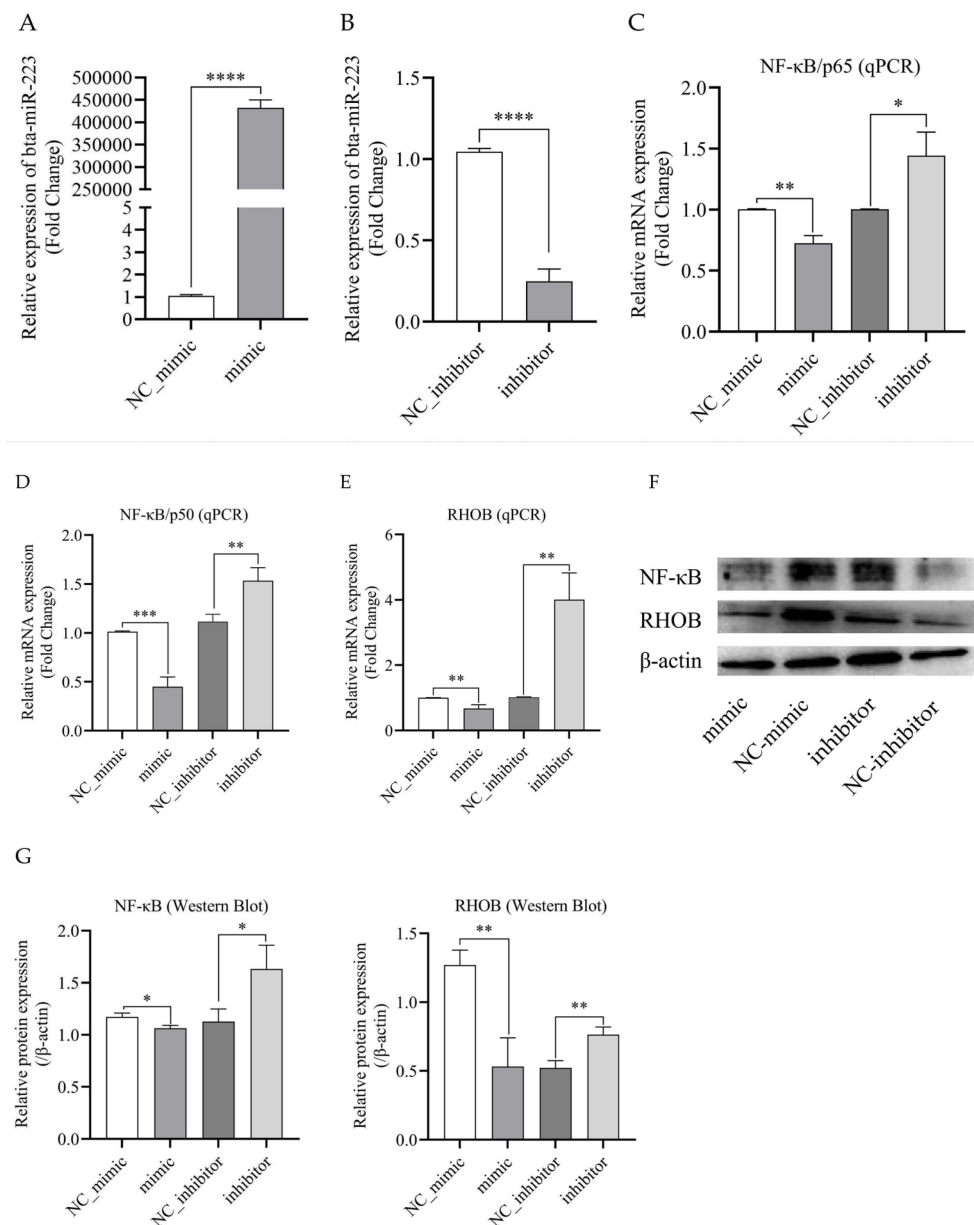 A
Relative expression of bta-miR-223
(Fold Change)
500000
450000
400000
350000
300000
250000
5
4
3
2
1
0
****
NC_mimic
mimic
B
Relative expression of bta-miR-223
(Fold Change)
1.5
1.0
0.5
0.0
****
NC_inhibitor
inhibitor
C
NF-κB/p65 (qPCR)
Relative mRNA expression
(Fold Change)
2.0
1.5
1.0
0.5
0.0
**
*
NC_mimic
mimic
NC_inhibitor
inhibitor
D
NF-κB/p50 (qPCR)
Relative mRNA expression
(Fold Change)
2.0
1.5
1.0
0.5
0.0
***
**
NC_mimic
mimic
NC_inhibitor
inhibitor
E
RHOB (qPCR)
Relative mRNA expression
(Fold Change)
6
4
2
0
**
**
NC_mimic
mimic
NC_inhibitor
inhibitor
F
NF-κB
RHOB
β-actin
mimic
NC-mimic
inhibitor
NC-inhibitor
G
NF-κB (Western Blot)
Relative protein expression
(/β-actin)
2.0
1.5
1.0
0.5
0.0
*
*
NC_mimic
mimic
NC_inhibitor
inhibitor
RHOB (Western Blot)
Relative protein expression
(/β-actin)
1.5
1.0
0.5
0.0
**
**
NC_mimic
mimic
NC_inhibitor
inhibitor